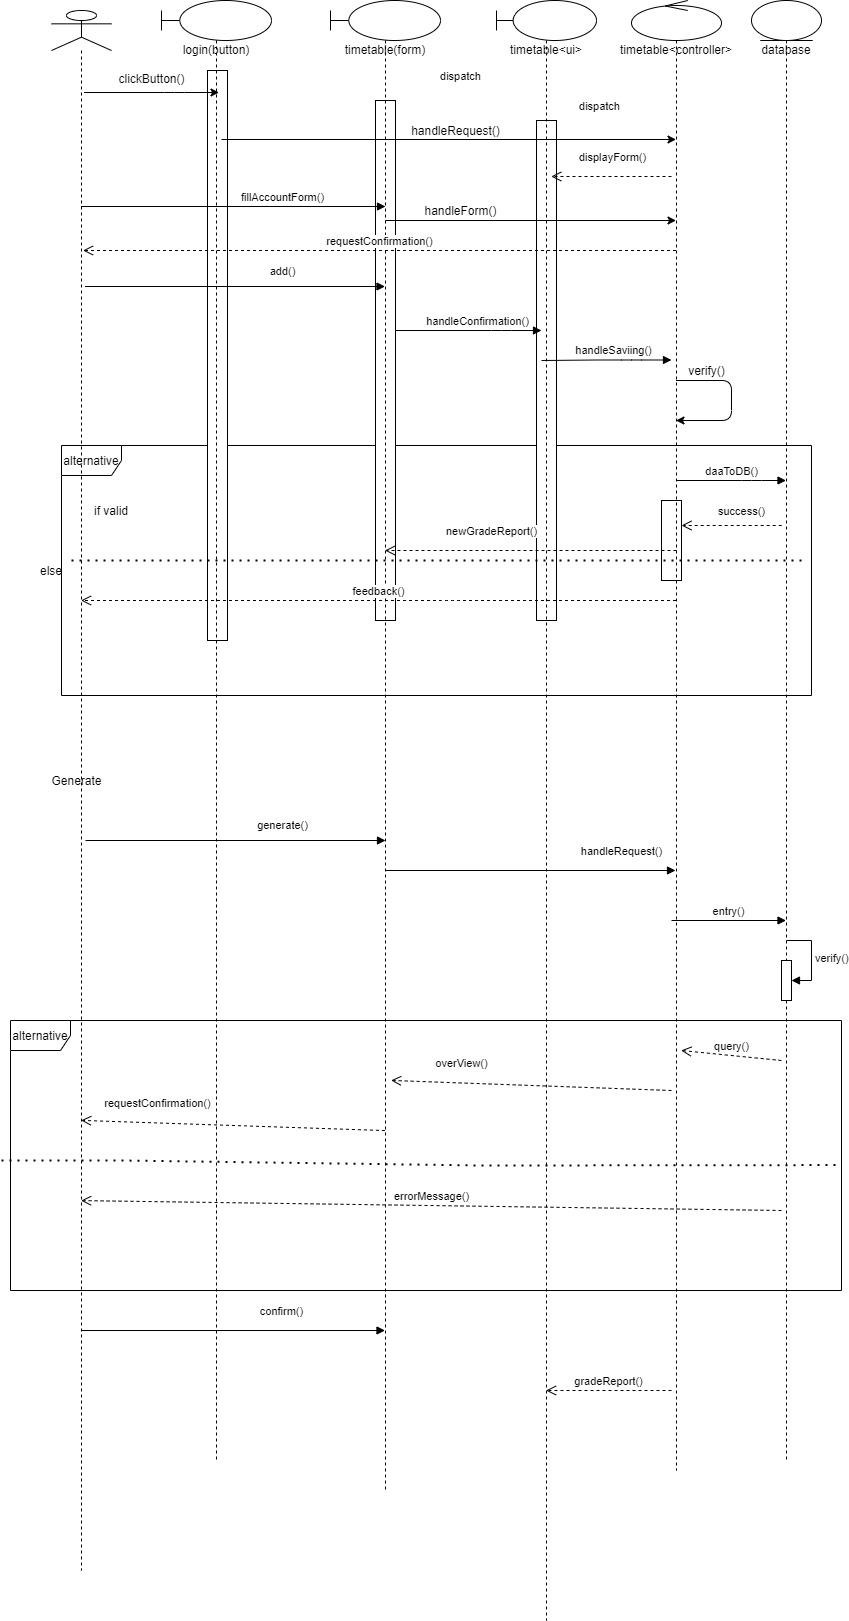 login(button)
timetable(form)
timetable<ui>
timetable<controller>
database
clickButton()
dispatch
dispatch
handleRequest()
displayForm()
fillAccountForm()
handleForm()
requestConfirmation()
add()
handleConfirmation()
handleSaviing()
verify()
alternative
daaToDB()
if valid
success()
newGradeReport()
else
feedback()
Generate
generate()
handleRequest()
entry()
verify()
alternative
query()
overView()
requestConfirmation()
errorMessage()
confirm()
gradeReport()